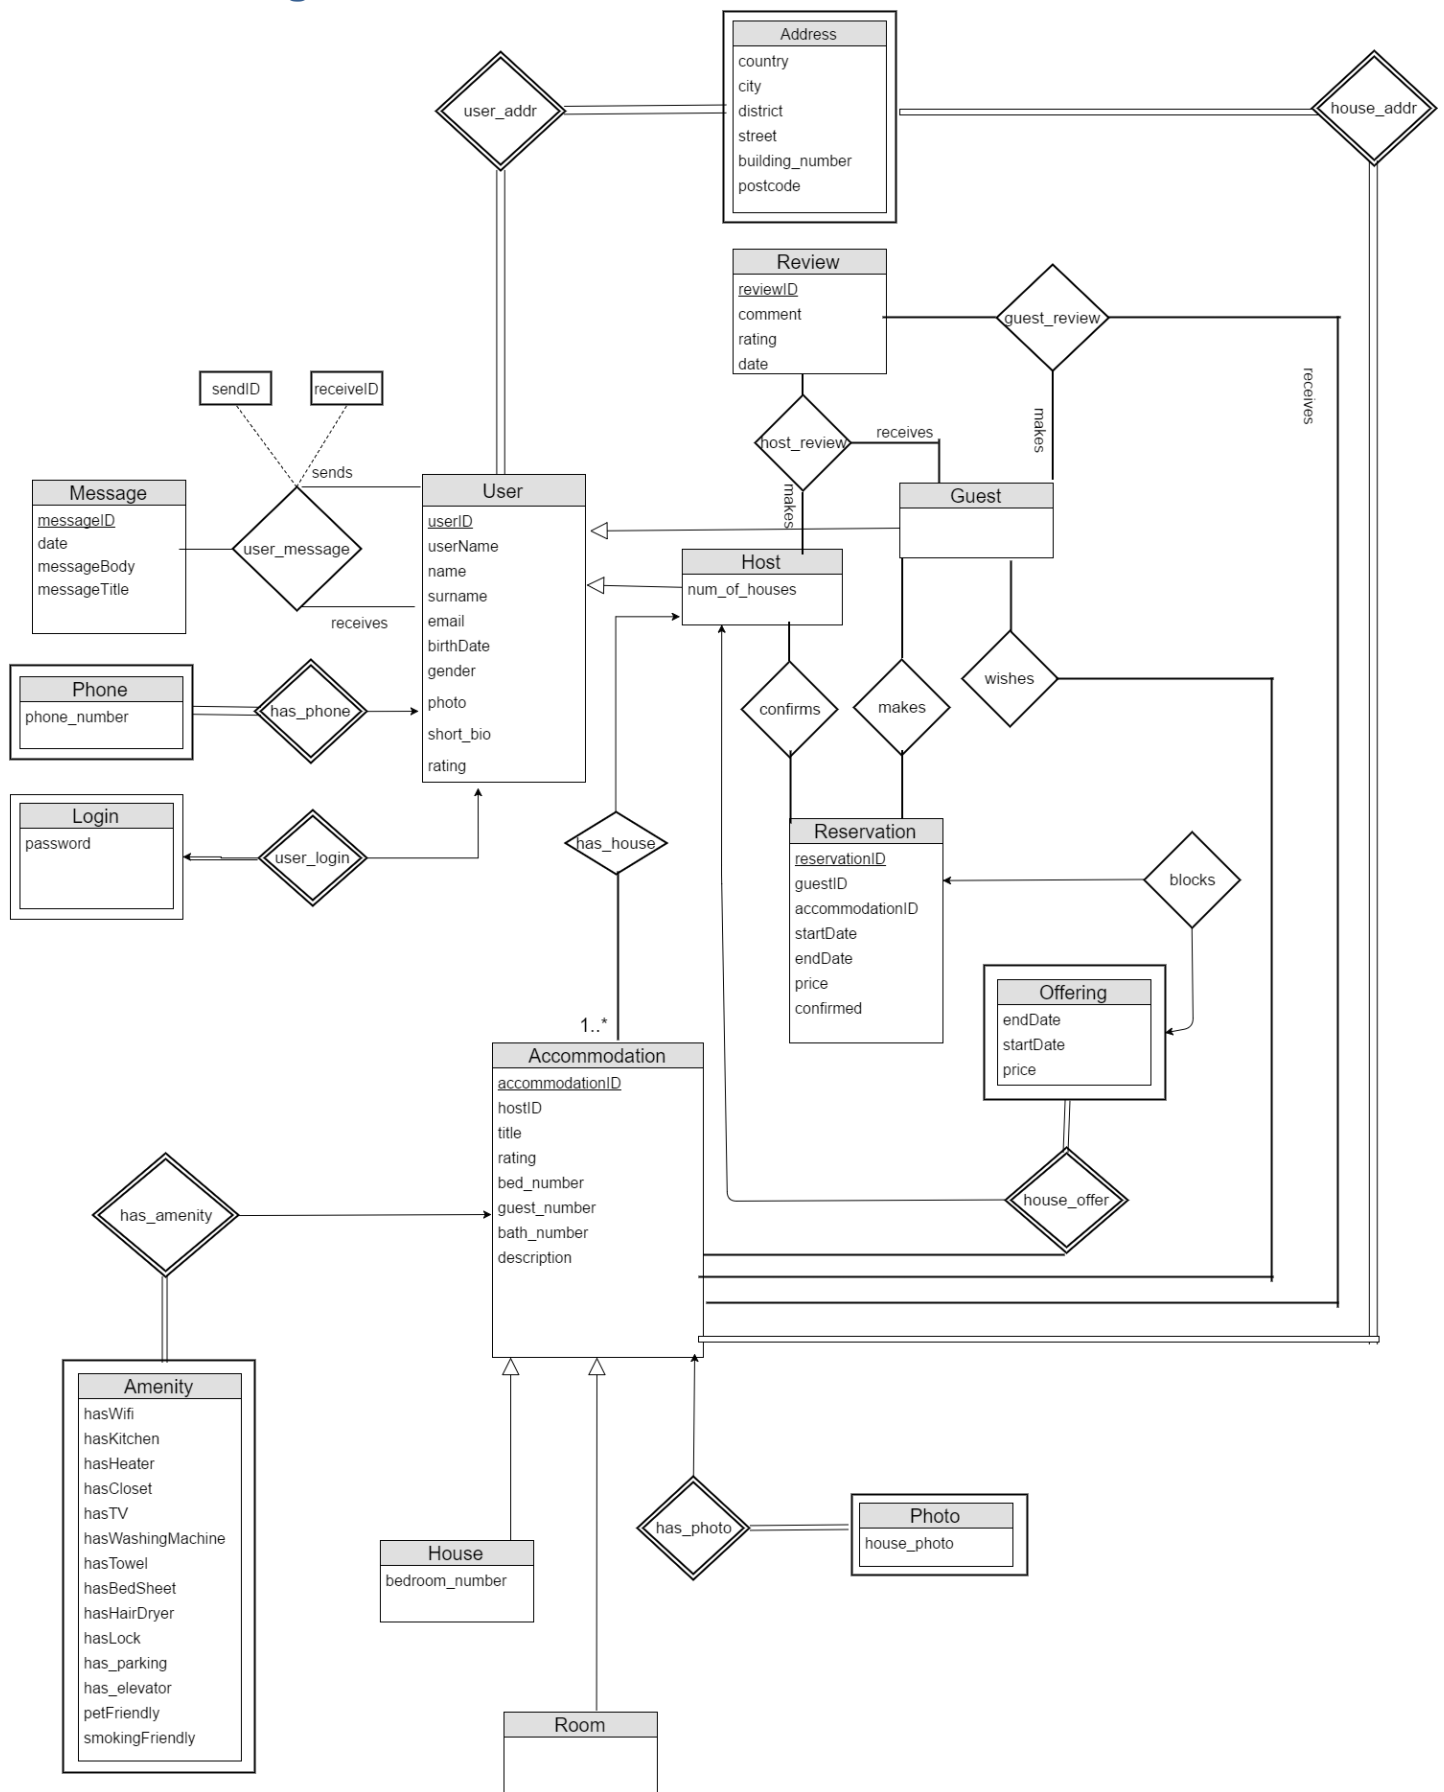 Address
country
city
district
street
building_number
postcode
user_addr
house_addr
Review
reviewID
comment
rating
date
guest_review
receives
makes
host_review
receives
makes
sendID
receiveID
sends
Message
messageID
date
messageBody
messageTitle
user_message
receives
User
userID
userName
name
surname
email
birthDate
gender
photo
short_bio
rating
Guest
Host
num_of_houses
Phone
phone_number
has_phone
confirms
makes
wishes
Login
password
user_login
has_house
Reservation
reservationID
guestID
accommodationID
startDate
endDate
price
confirmed
blocks
Offering
endDate
startDate
price
1..*
Accommodation
accommodationID
hostID
title
rating
bed_number
guest_number
bath_number
description
house_offer
has_amenity
Amenity
hasWifi
hasKitchen
hasHeater
hasCloset
hasTV
hasWashingMachine
hasTowel
hasBedSheet
hasHairDryer
hasLock
has_parking
has_elevator
petFriendly
smokingFriendly
House
bedroom_number
has_photo
Photo
house_photo
Room